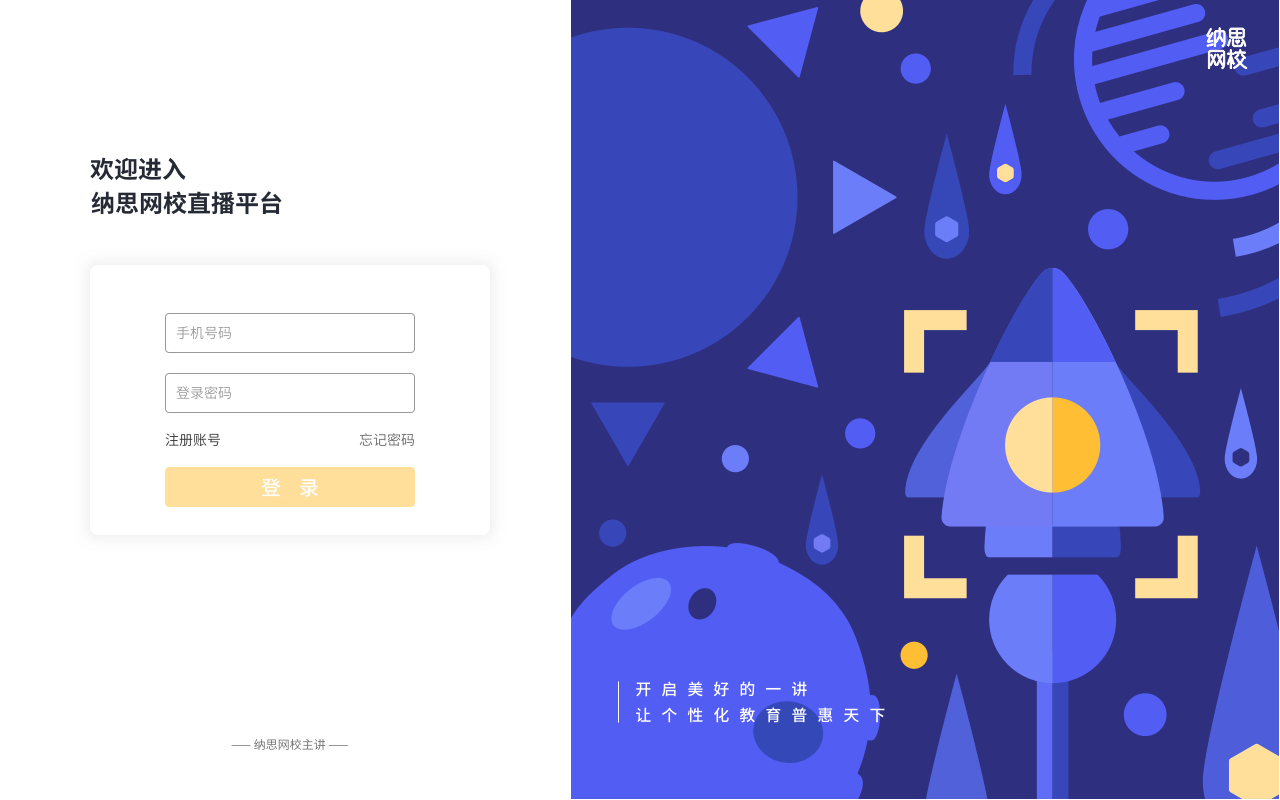 欢迎进入
纳思网校直播平台
手机号码
登录密码
注册账号 忘记密码
登 录
—— 纳思网校主讲 ——
纳思
网校
开启美好的一讲
让个性化教育普惠天下